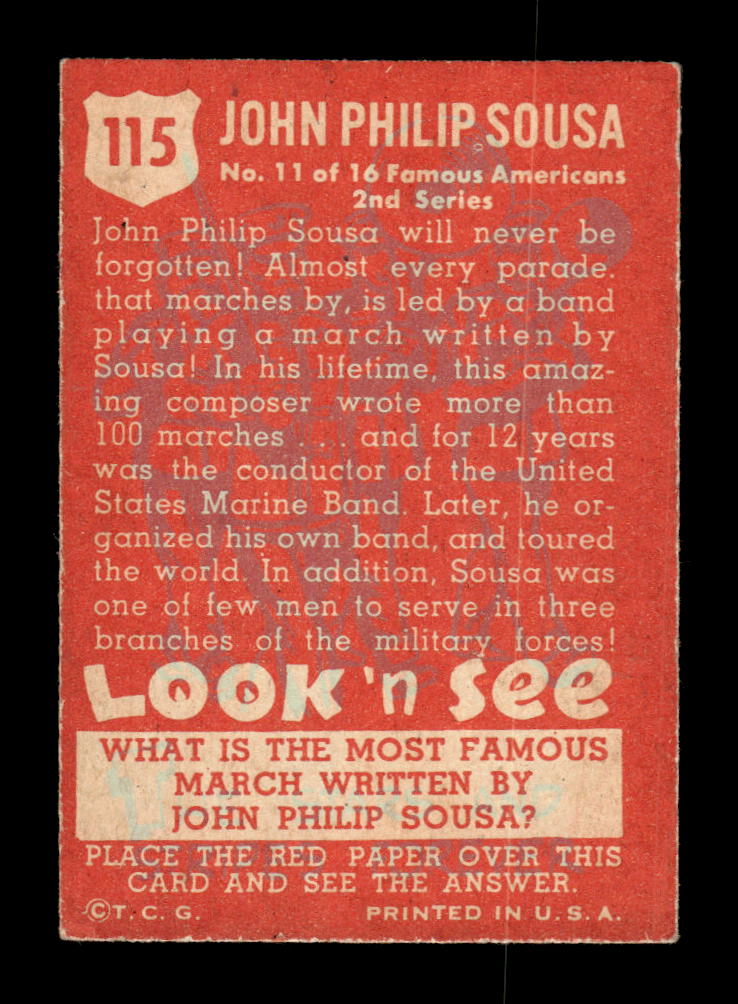 115
JOHN PHILIP SOUSA
No. 11 of 16 Famous Americans
2nd Series
John Philip Sousa will never be
forgotten! Almost every parade.
that marches by, is led by a band
playing a march written by
Sousa! In his lifetime, this amaz-
ing composer wrote more than
100 marches . . . and for 12 years
was the conductor of the United
States Marine Band. Later, he or-
ganized his own band, and toured
the world. In addition, Sousa was
one of few men to serve in three
branches of the military forces!
LOOK 'n See
WHAT IS THE MOST FAMOUS
MARCH WRITTEN BY
JOHN PHILIP SOUSA?
PLACE THE RED PAPER OVER THIS
CARD AND SEE THE ANSWER.
©T. C. G. PRINTED IN U. S. A.